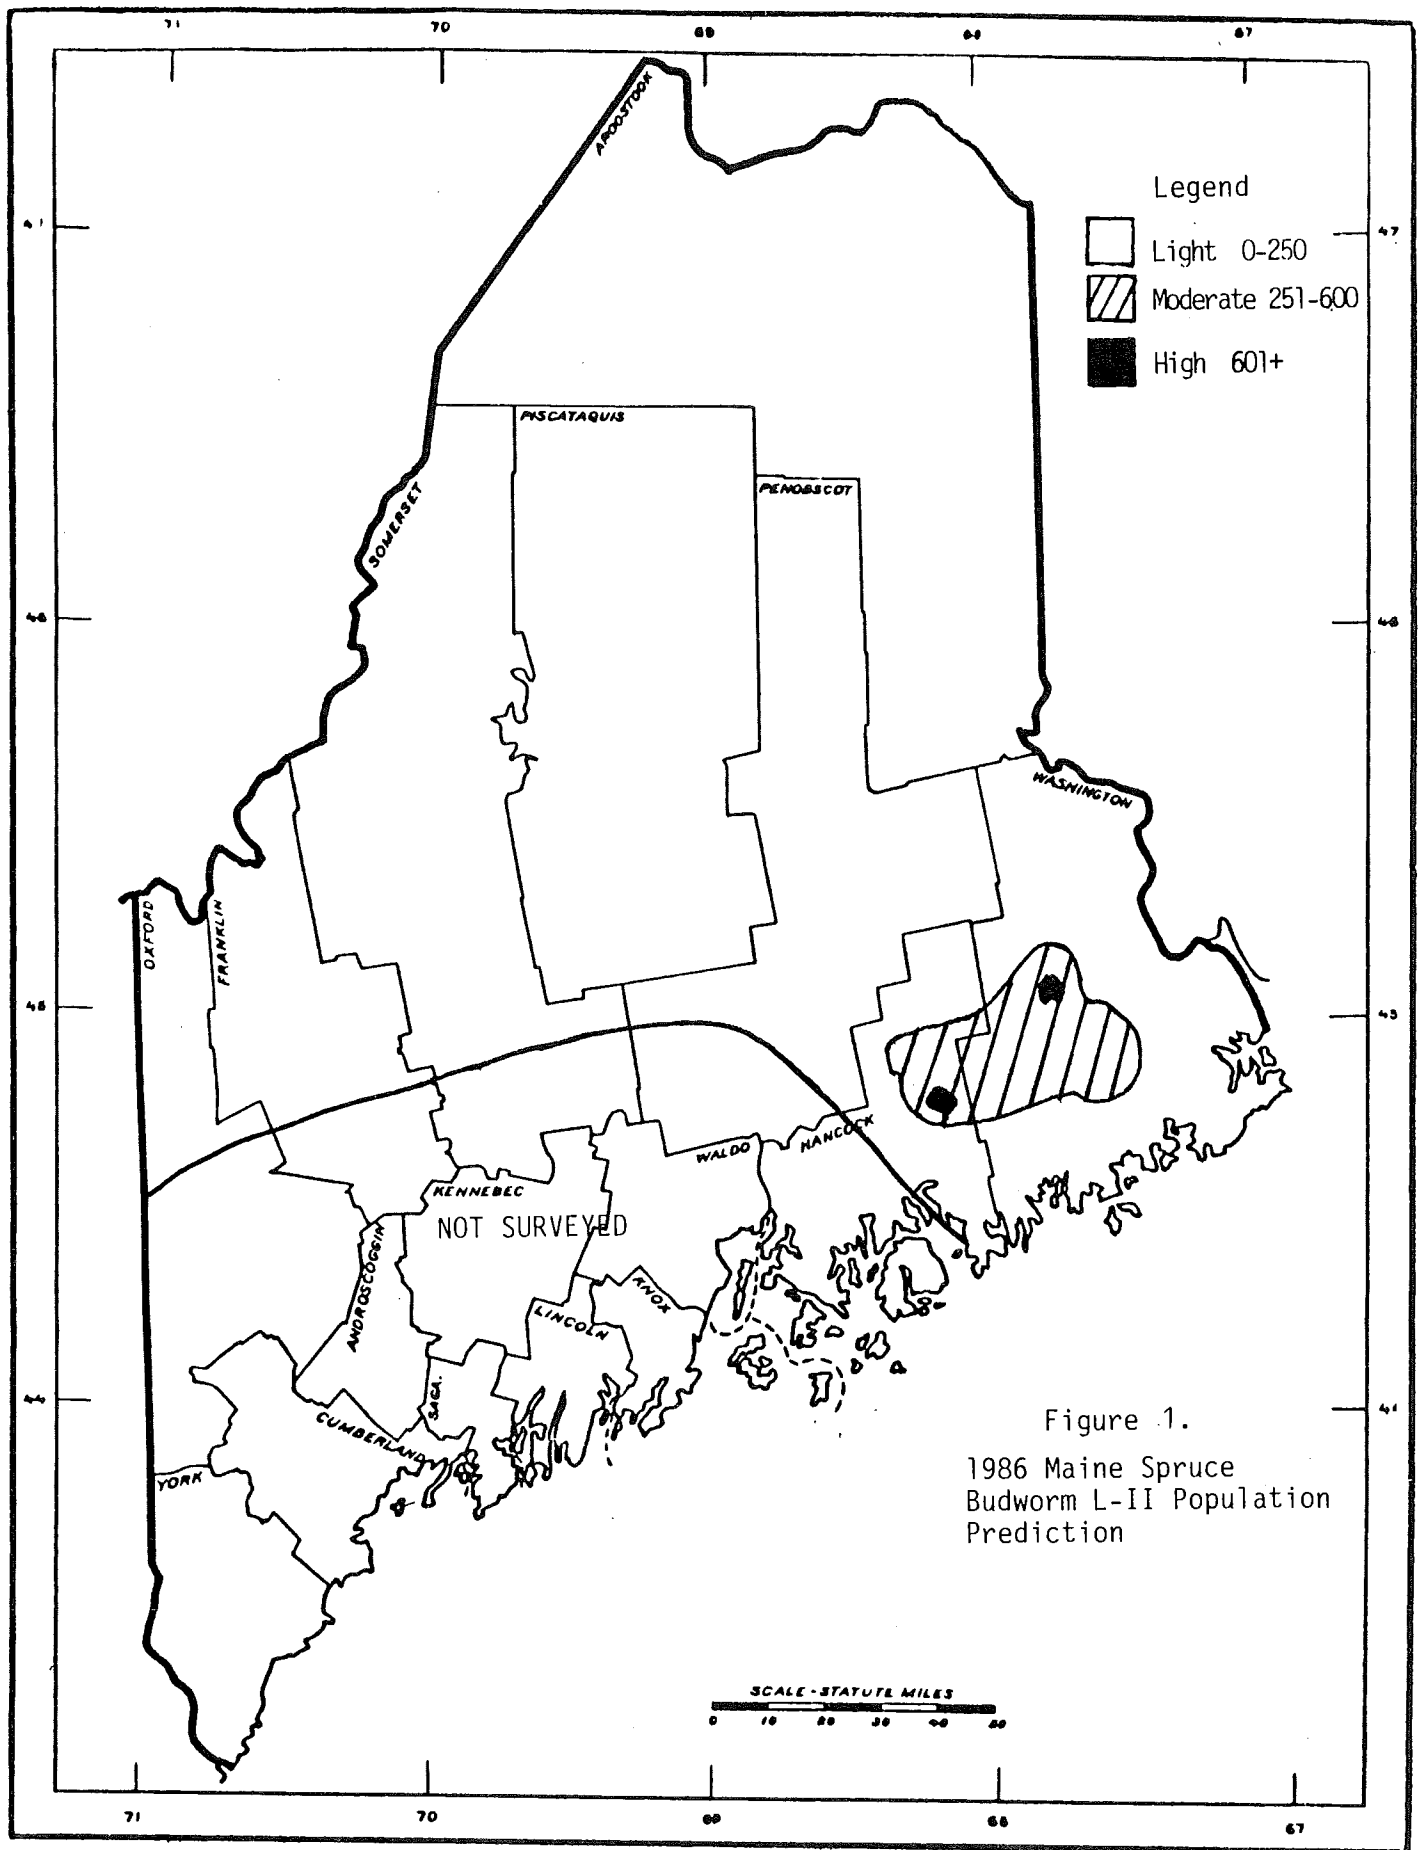 71 70 69 68 67
AROOSTOOK
Legend
47
Light 0-250
Moderate 251-600
High 601+
PISCATAQUIS
PENOBSCOT
SOMERSET
46 46
WASHINGTON
OXFORD
FRANKLIN
45 45
WALDO
HANCOCK
KENNEBEC
NOT SURVEYED
ANDROSCOGGIN
KNOX
LINCOLN
SAGA.
44
CUMBERLAND
YORK
Figure 1.
1986 Maine Spruce
Budworm L-II Population
Prediction
SCALE - STATUTE MILES
0 10 20 30 40 50
71 70 69 68 67